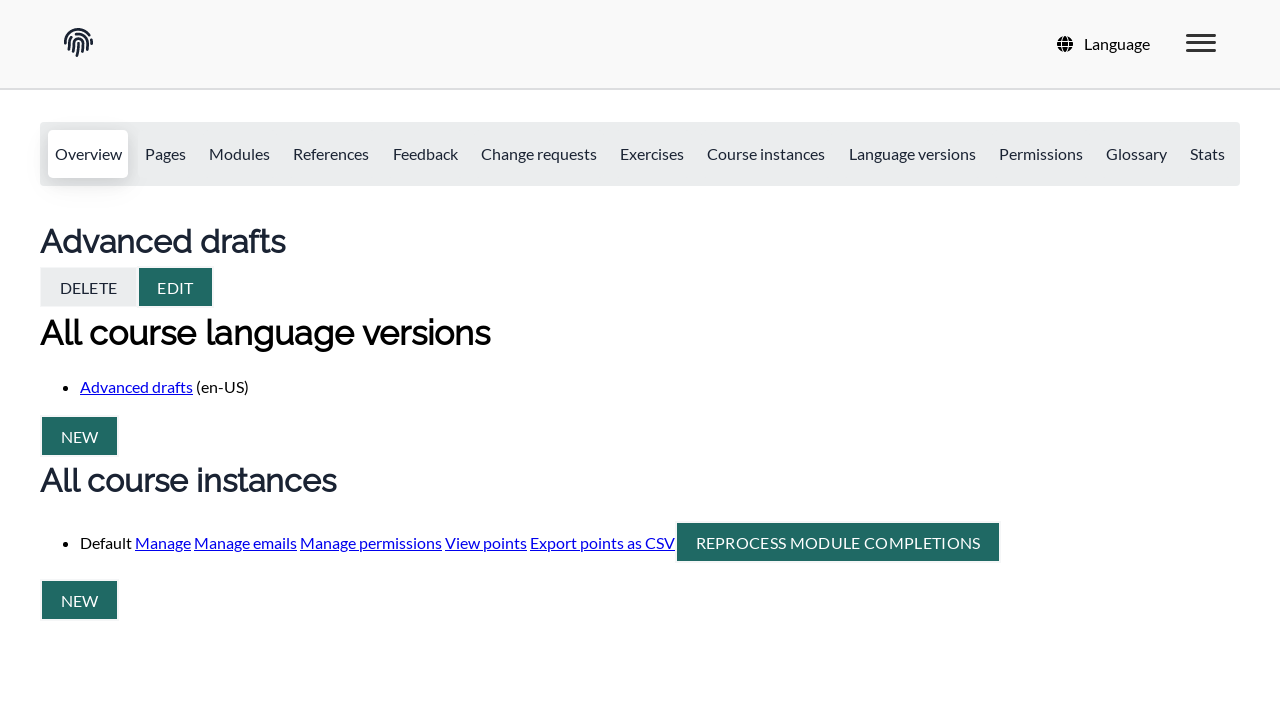 Language
Overview Pages Modules References Feedback Change requests Exercises Course instances Language versions Permissions Glossary Stats
Advanced drafts
DELETE EDIT
All course language versions
Advanced drafts (en-US)
NEW
All course instances
Default Manage Manage emails Manage permissions View points Export points as CSV REPROCESS MODULE COMPLETIONS
NEW